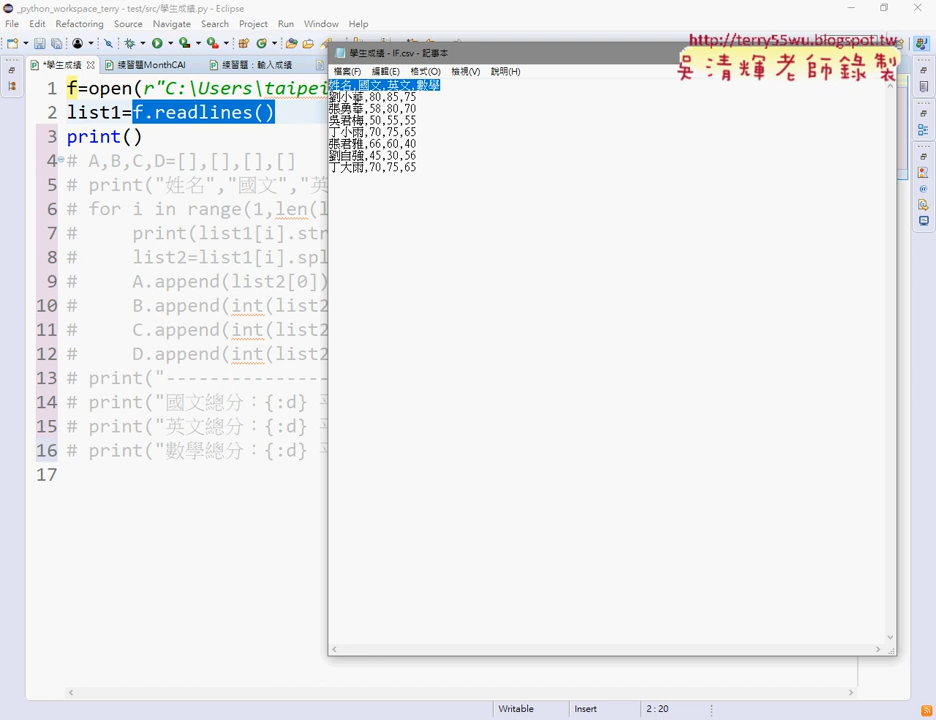 _python_workspace_terry - test/src/學生成績.py - Eclipse
File Edit Refactoring Source Navigate Search Project Run Window Help
http://terry55wu.blogspot.tw
吳清輝老師錄製
*學生成績 練習題MonthCAl 練習題：輸入成績
1 f=open(r"C:\Users\taipei
2 list1=f.readlines()
3 print()
4 # A,B,C,D=[],[],[],[]
5 # print("姓名","國文","英
6 # for i in range(1,len(l
7 # print(list1[i].str
8 # list2=list1[i].spl
9 # A.append(list2[0])
10 # B.append(int(list2
11 # C.append(int(list2
12 # D.append(int(list2
13 # print("---------------
14 # print("國文總分：{:d} 平
15 # print("英文總分：{:d} 平
16 # print("數學總分：{:d} 平
17
學生成績 - IF.csv - 記事本
檔案(F) 編輯(E) 格式(O) 檢視(V) 說明(H)
姓名,國文,英文,數學
劉小華,80,85,75
張勇華,58,80,70
吳君梅,50,55,55
丁小雨,70,75,65
張君雅,66,60,40
劉自強,45,30,56
丁大雨,70,75,65
Writable Insert 2 : 20